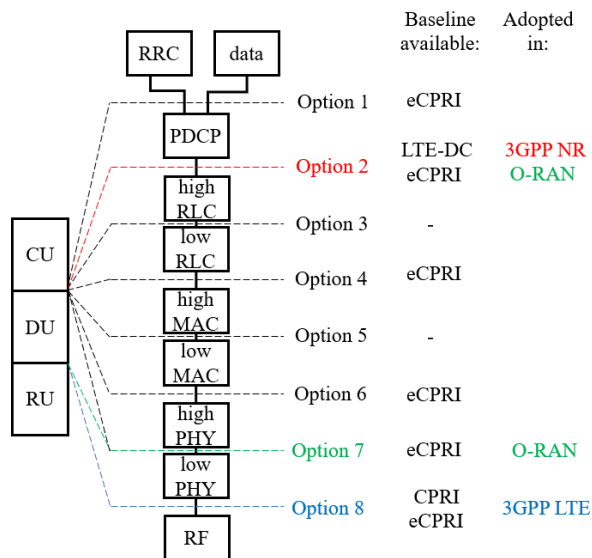 Baseline available:
Adopted in:
RRC
data
Option 1
eCPRI
PDCP
Option 2
LTE-DC
eCPRI
3GPP NR
O-RAN
high
RLC
Option 3
-
low
RLC
CU
Option 4
eCPRI
high
MAC
DU
Option 5
-
low
MAC
RU
Option 6
eCPRI
high
PHY
Option 7
eCPRI
O-RAN
low
PHY
Option 8
CPRI
eCPRI
3GPP LTE
RF